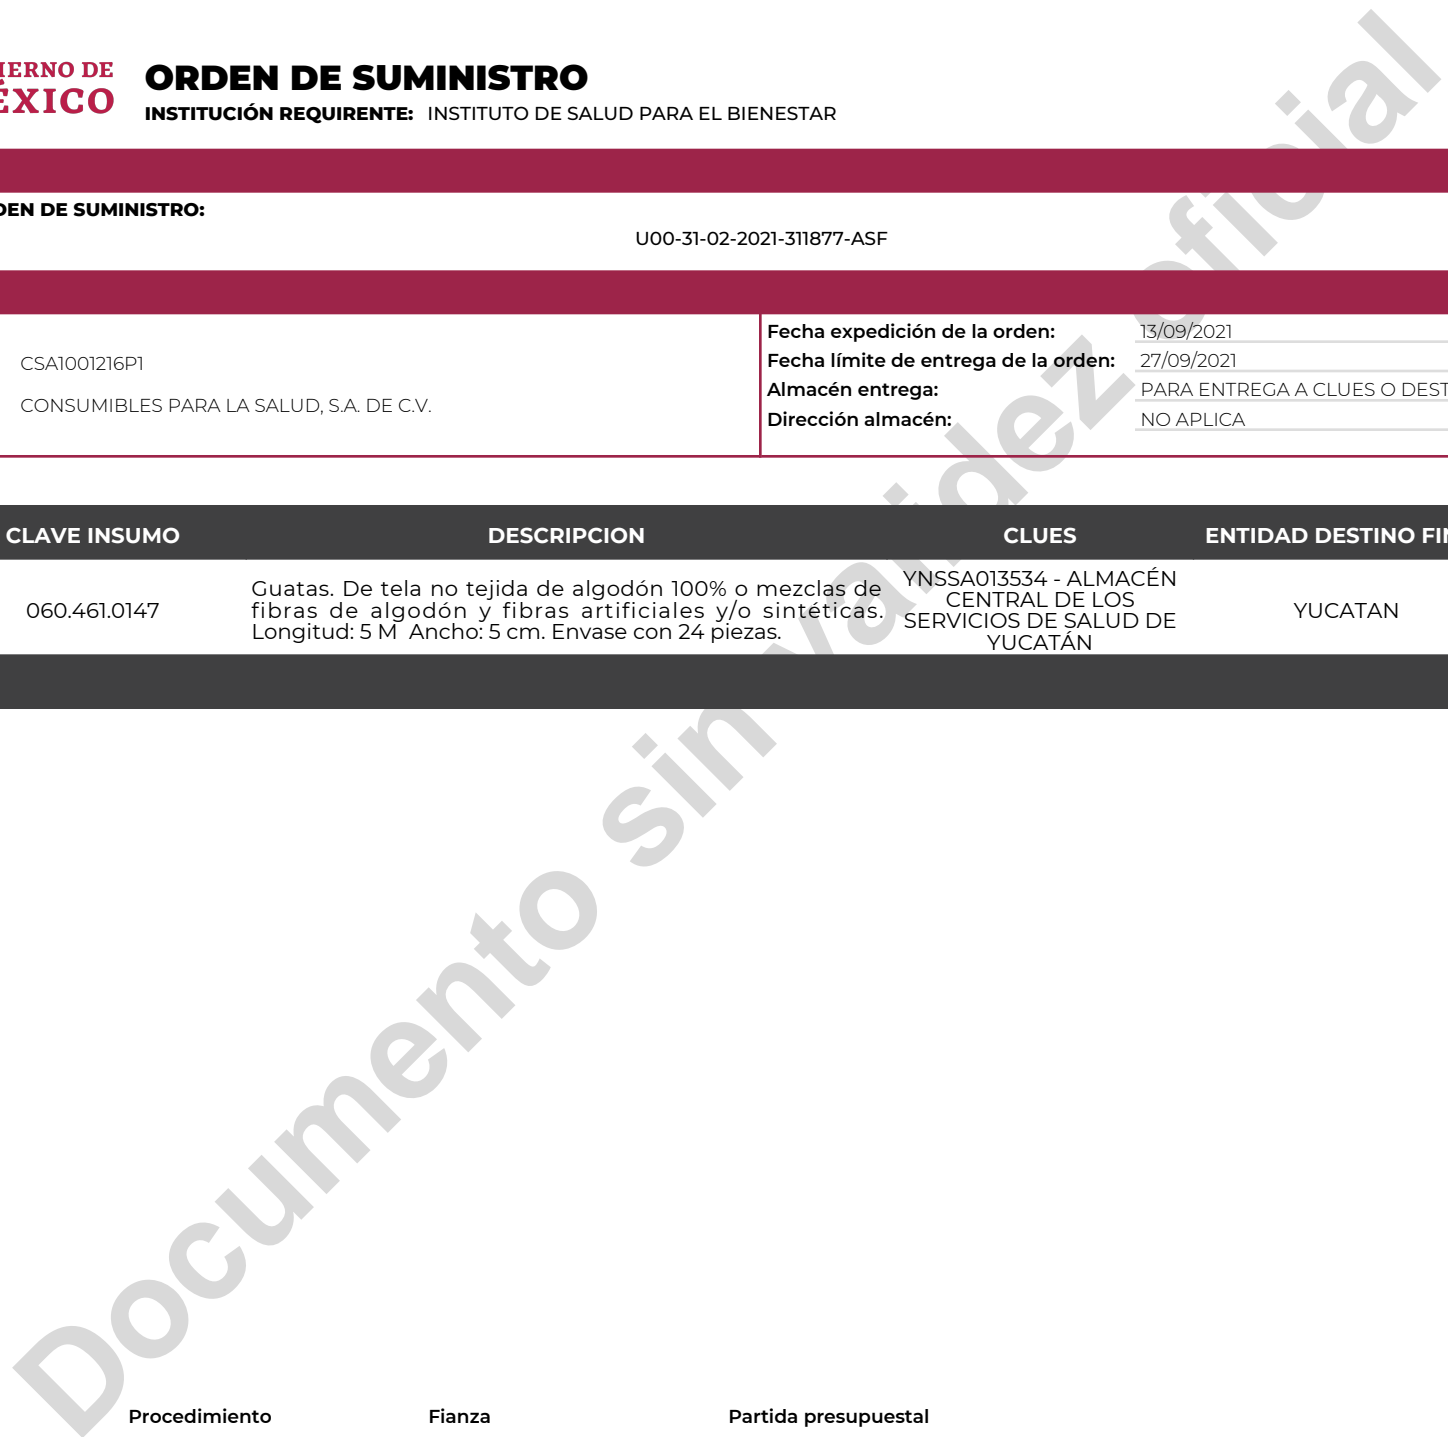 IERNO DE
ÉXICO
ORDEN DE SUMINISTRO
INSTITUCIÓN REQUIRENTE: INSTITUTO DE SALUD PARA EL BIENESTAR
DEN DE SUMINISTRO:
U00-31-02-2021-311877-ASF
CSA1001216P1
CONSUMIBLES PARA LA SALUD, S.A. DE C.V.
Fecha expedición de la orden: 13/09/2021
Fecha límite de entrega de la orden: 27/09/2021
Almacén entrega: PARA ENTREGA A CLUES O DEST
Dirección almacén: NO APLICA
CLAVE INSUMO DESCRIPCION CLUES ENTIDAD DESTINO FIN
060.461.0147
Guatas. De tela no tejida de algodón 100% o mezclas de
fibras de algodón y fibras artificiales y/o sintéticas.
Longitud: 5 M Ancho: 5 cm. Envase con 24 piezas.
YNSSA013534 - ALMACÉN
CENTRAL DE LOS
SERVICIOS DE SALUD DE
YUCATÁN
YUCATAN
Documento sin validez oficial
Procedimiento Fianza Partida presupuestal